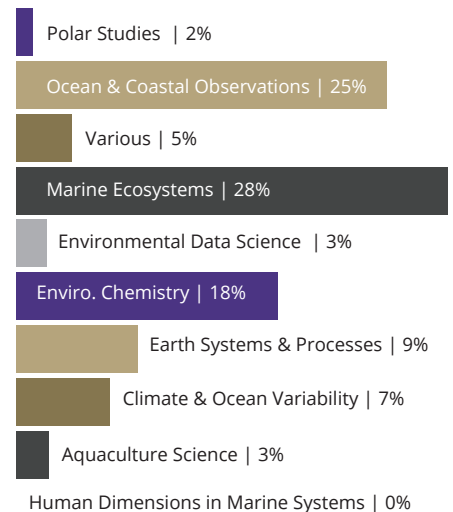 Polar Studies | 2%
Ocean & Coastal Observations | 25%
Various | 5%
Marine Ecosystems | 28%
Environmental Data Science | 3%
Enviro. Chemistry | 18%
Earth Systems & Processes | 9%
Climate & Ocean Variability | 7%
Aquaculture Science | 3%
Human Dimensions in Marine Systems | 0%